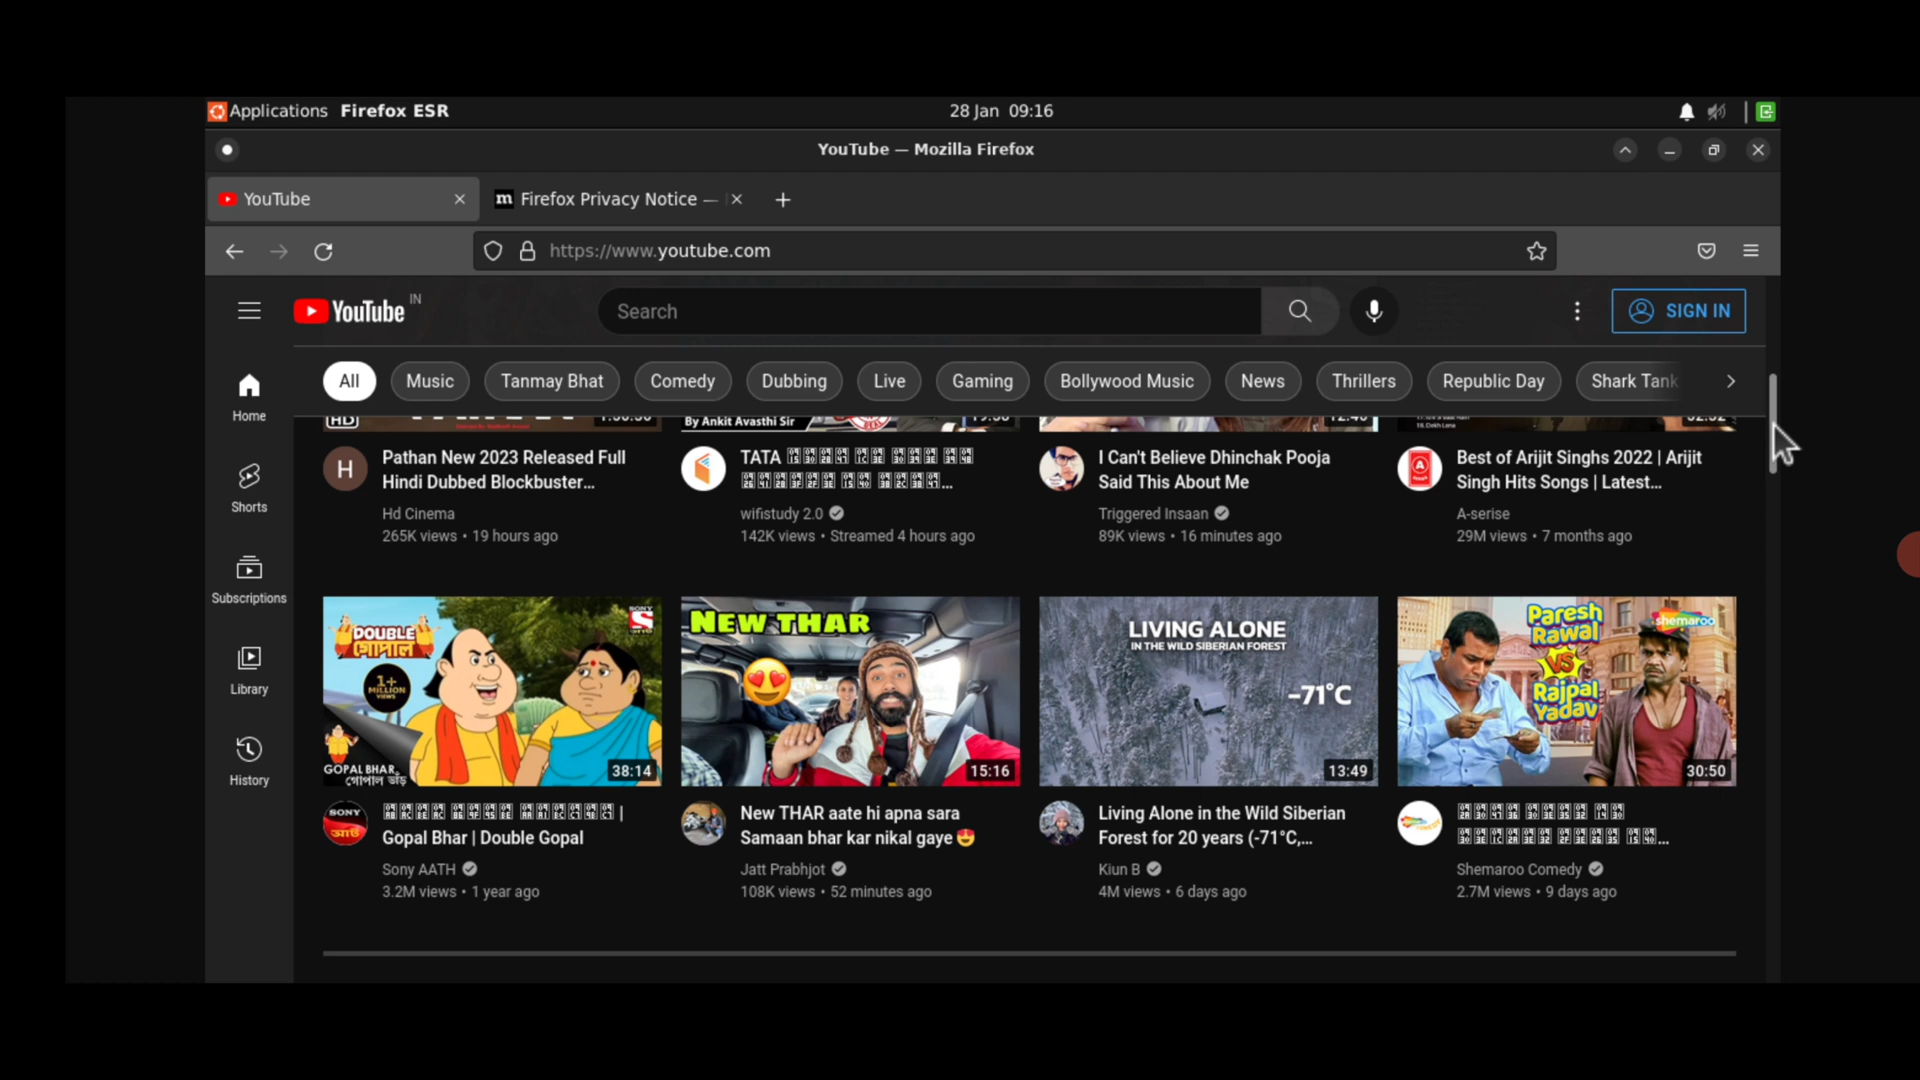 Applications Firefox ESR 28 Jan 09:16
YouTube — Mozilla Firefox
YouTube
m Firefox Privacy Notice —
https://www.youtube.com
YouTube IN
Search
SIGN IN
All Music Tanmay Bhat Comedy Dubbing Live Gaming Bollywood Music News Thrillers Republic Day Shark Tank
Home
Shorts
Subscriptions
Library
History
HD
By Ankit Avasthi Sir
H
Pathan New 2023 Released Full
Hindi Dubbed Blockbuster...
Hd Cinema
265K views • 19 hours ago
TATA
wifistudy 2.0
142K views • Streamed 4 hours ago
I Can't Believe Dhinchak Pooja
Said This About Me
Triggered Insaan
89K views • 16 minutes ago
A
Best of Arijit Singhs 2022 | Arijit
Singh Hits Songs | Latest...
A-serise
29M views • 7 months ago
SONY
DOUBLE
গোপাল
1+
MILLION
VIEWS
GOPAL BHAR
গোপাল ভাঁড়
38:14
SONY
আট
|
Gopal Bhar | Double Gopal
Sony AATH
3.2M views • 1 year ago
NEW THAR
15:16
New THAR aate hi apna sara
Samaan bhar kar nikal gaye 😍
Jatt Prabhjot
108K views • 52 minutes ago
LIVING ALONE
IN THE WILD SIBERIAN FOREST
-71°C
13:49
Living Alone in the Wild Siberian
Forest for 20 years (-71°C,...
Kiun B
4M views • 6 days ago
Paresh
Rawal
VS
Rajpal
Yadav
shemaroo
30:50
Shemaroo Comedy
2.7M views • 9 days ago